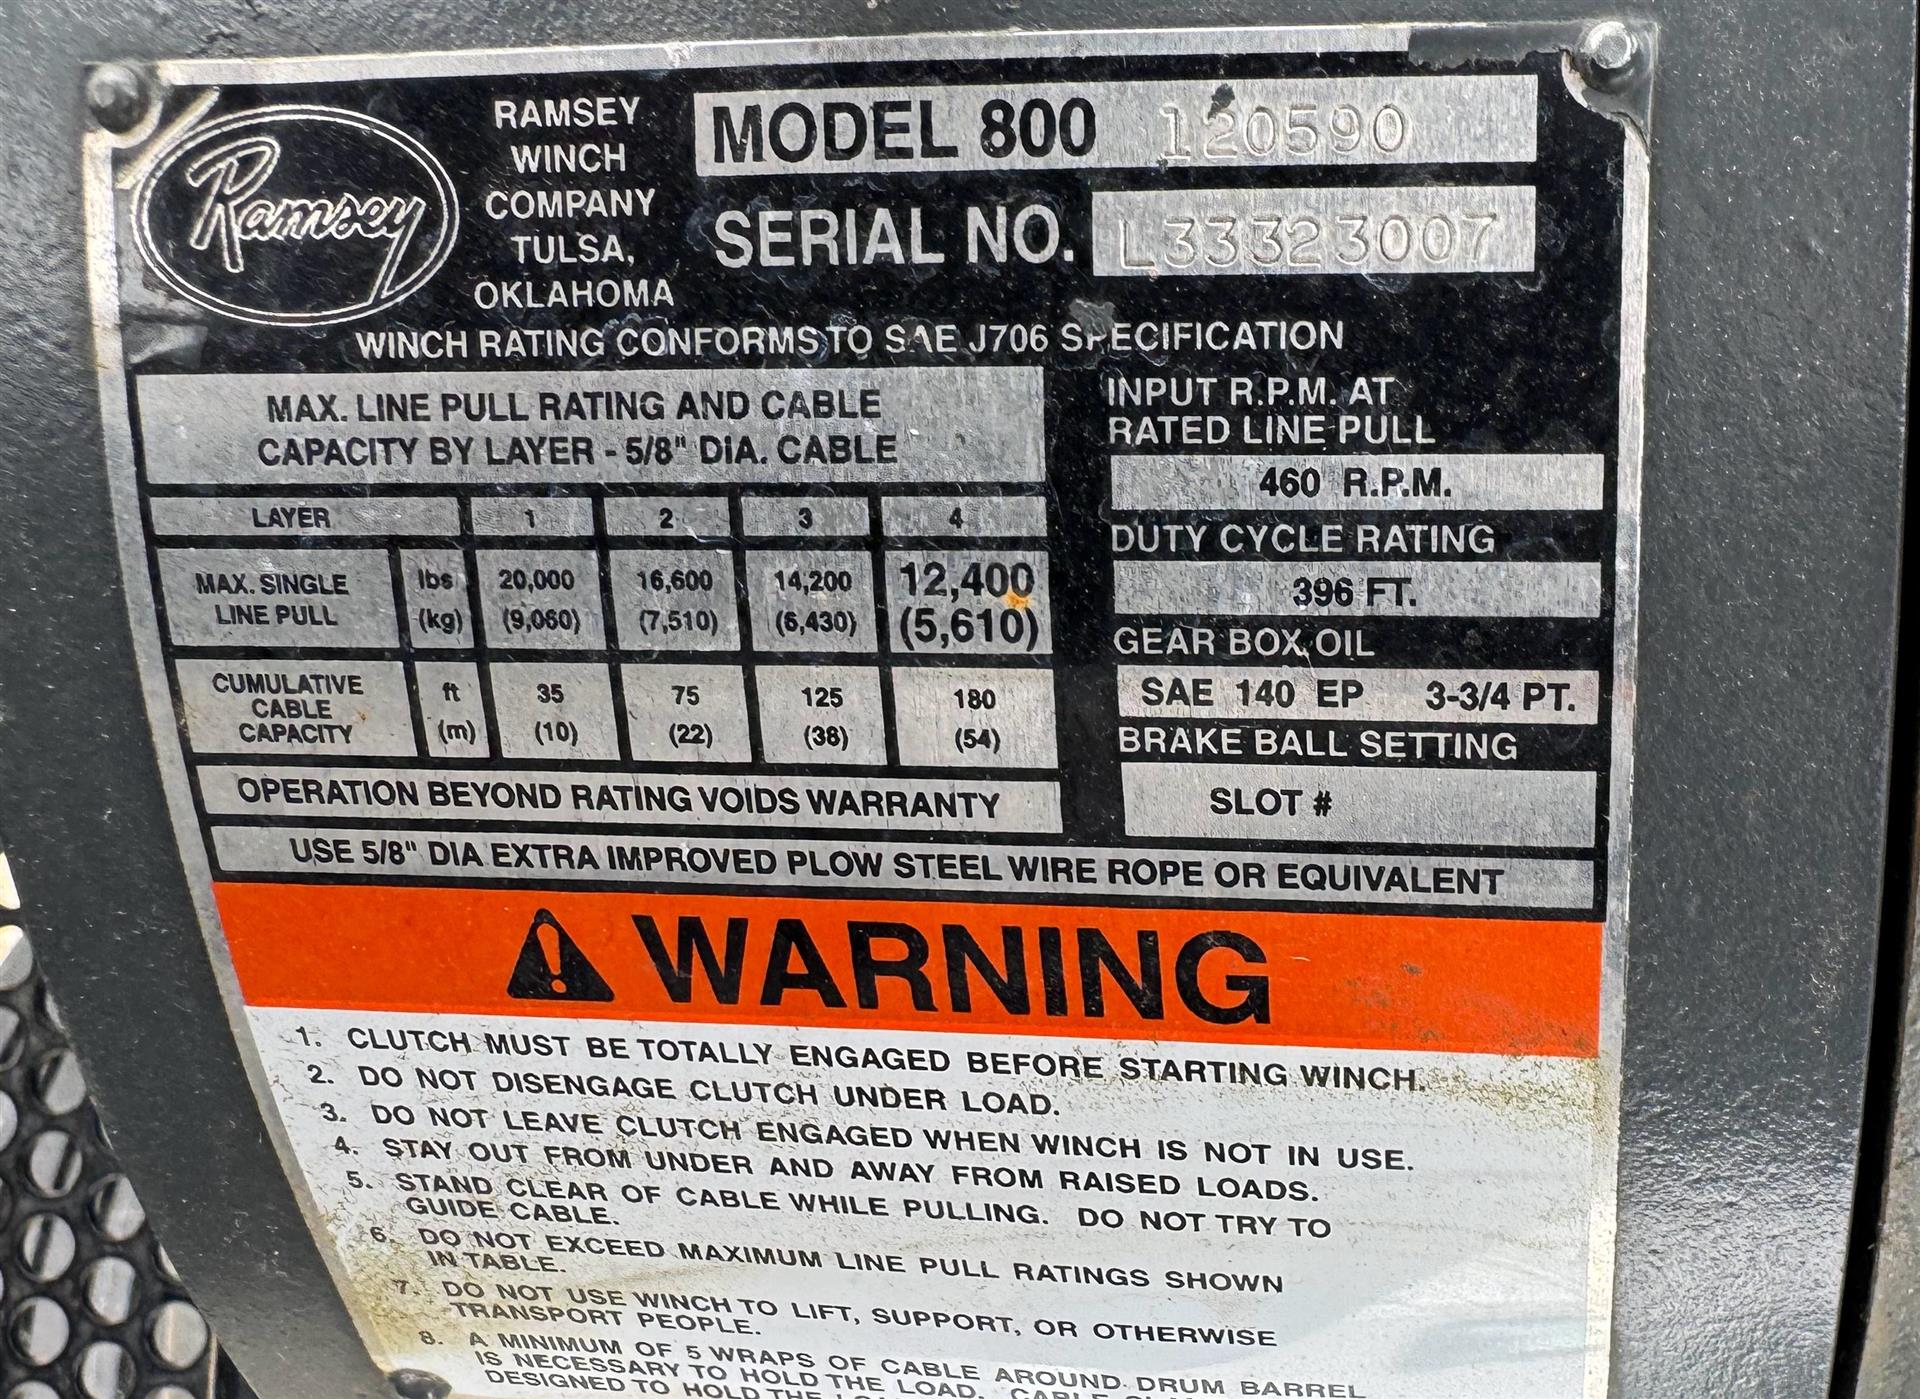 Ramsey
RAMSEY
WINCH
COMPANY
TULSA,
OKLAHOMA
MODEL 800 120590
SERIAL NO. L33323007
WINCH RATING CONFORMS TO SAE J706 SPECIFICATION
MAX. LINE PULL RATING AND CABLE
CAPACITY BY LAYER - 5/8" DIA. CABLE
LAYER 1 2 3 4
MAX. SINGLE LINE PULL lbs 20,000 16,600 14,200 12,400
(kg) (9,060) (7,510) (6,430) (5,610)
CUMULATIVE CABLE CAPACITY ft 35 75 125 180
(m) (10) (22) (38) (54)
OPERATION BEYOND RATING VOIDS WARRANTY
INPUT R.P.M. AT
RATED LINE PULL
460 R.P.M.
DUTY CYCLE RATING
396 FT.
GEAR BOX OIL
SAE 140 EP 3-3/4 PT.
BRAKE BALL SETTING
SLOT #
USE 5/8" DIA EXTRA IMPROVED PLOW STEEL WIRE ROPE OR EQUIVALENT
WARNING
1. CLUTCH MUST BE TOTALLY ENGAGED BEFORE STARTING WINCH.
2. DO NOT DISENGAGE CLUTCH UNDER LOAD.
3. DO NOT LEAVE CLUTCH ENGAGED WHEN WINCH IS NOT IN USE.
4. STAY OUT FROM UNDER AND AWAY FROM RAISED LOADS.
5. STAND CLEAR OF CABLE WHILE PULLING. DO NOT TRY TO
GUIDE CABLE.
6. DO NOT EXCEED MAXIMUM LINE PULL RATINGS SHOWN
IN TABLE.
7. DO NOT USE WINCH TO LIFT, SUPPORT, OR OTHERWISE
TRANSPORT PEOPLE.
8. A MINIMUM OF 5 WRAPS OF CABLE AROUND DRUM BARREL
IS NECESSARY TO HOLD THE LOAD. CABLE
DESIGNED TO HOLD THE